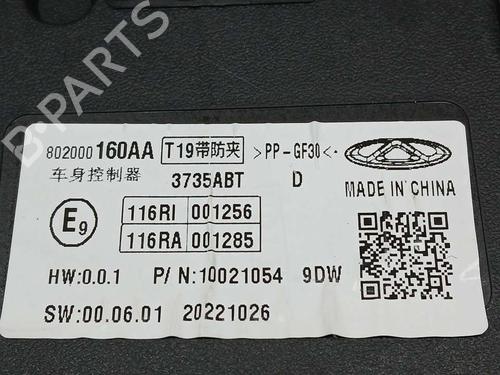 B-PARTS
802000160AA T19带防夹 >PP-GF30<
车身控制器 3735ABT D
MADE IN CHINA
E9 116RI 001256
116RA 001285
HW:0.0.1 P/N:10021054 9DW
SW:00.06.01 20221026